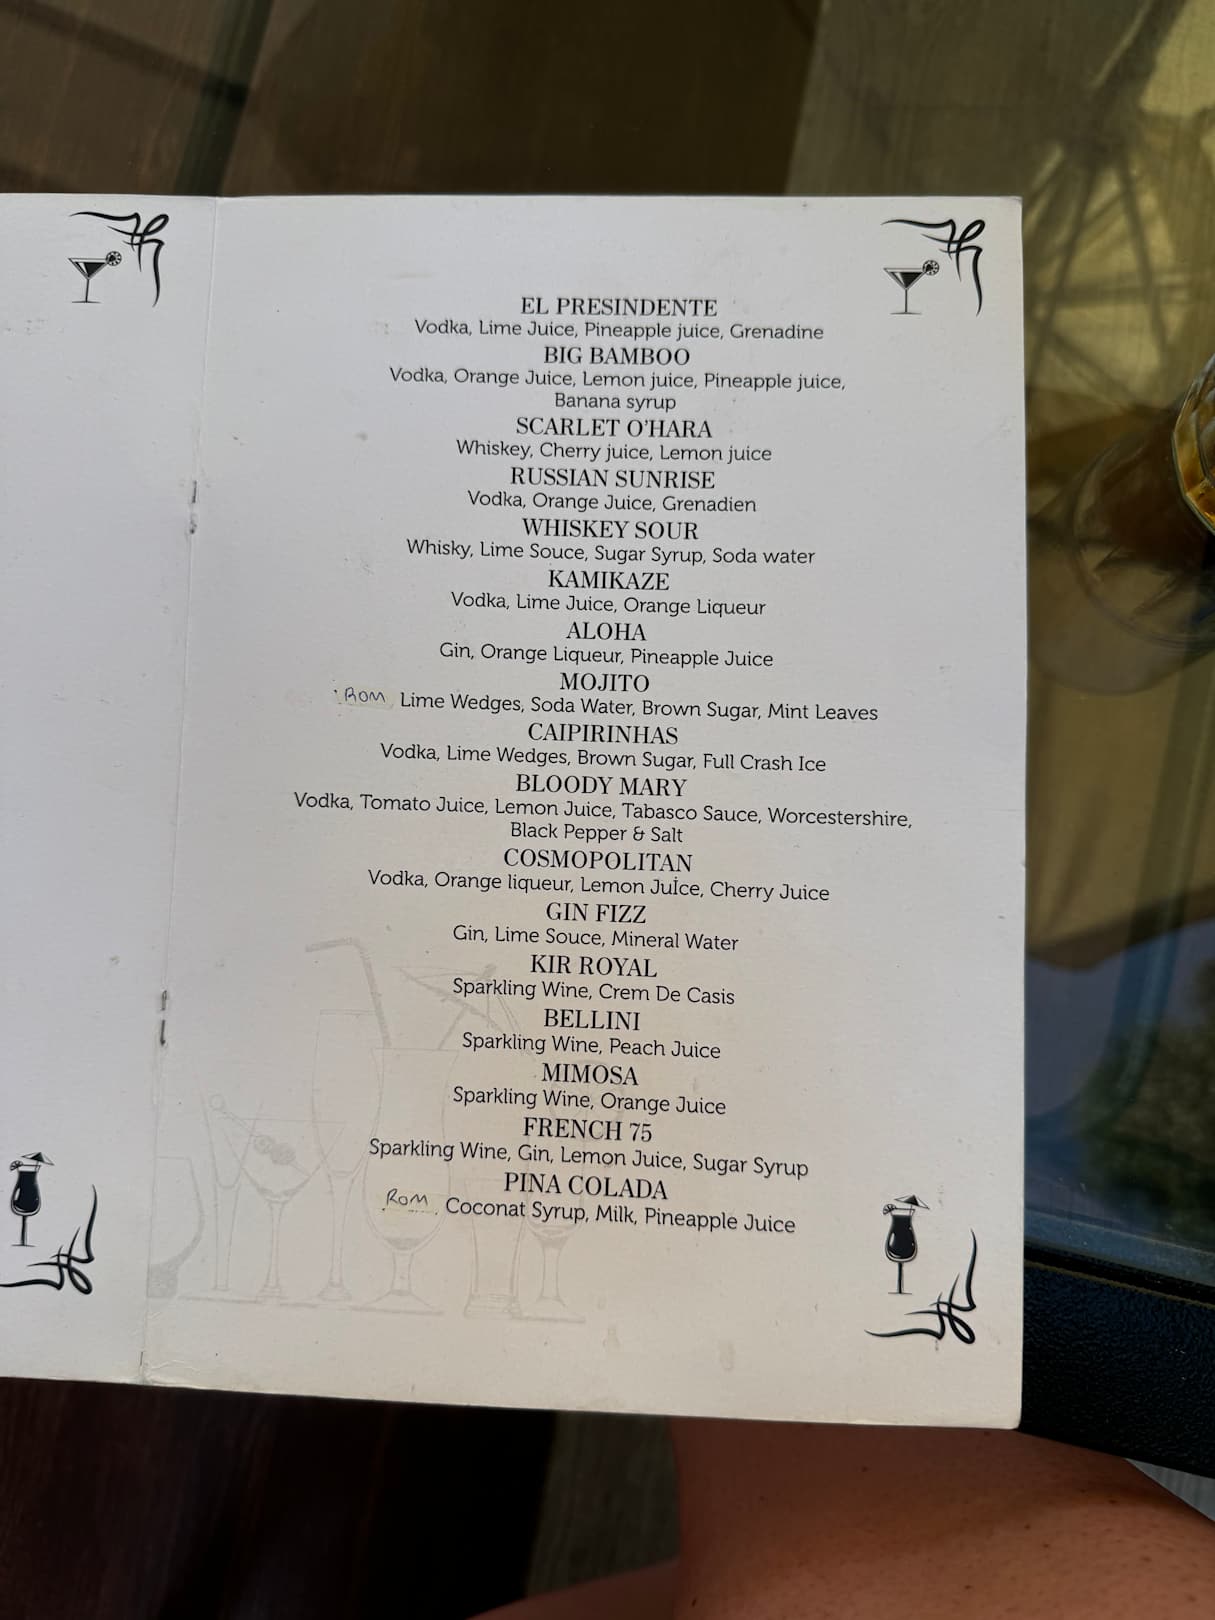 EL PRESINDENTE
Vodka, Lime Juice, Pineapple juice, Grenadine
BIG BAMBOO
Vodka, Orange Juice, Lemon juice, Pineapple juice,
Banana syrup
SCARLET O'HARA
Whiskey, Cherry juice, Lemon juice
RUSSIAN SUNRISE
Vodka, Orange Juice, Grenadien
WHISKEY SOUR
Whisky, Lime Souce, Sugar Syrup, Soda water
KAMIKAZE
Vodka, Lime Juice, Orange Liqueur
ALOHA
Gin, Orange Liqueur, Pineapple Juice
MOJITO
ROM Lime Wedges, Soda Water, Brown Sugar, Mint Leaves
CAIPIRINHAS
Vodka, Lime Wedges, Brown Sugar, Full Crash Ice
BLOODY MARY
Vodka, Tomato Juice, Lemon Juice, Tabasco Sauce, Worcestershire,
Black Pepper & Salt
COSMOPOLITAN
Vodka, Orange liqueur, Lemon Juİce, Cherry Juice
GIN FIZZ
Gin, Lime Souce, Mineral Water
KIR ROYAL
Sparkling Wine, Crem De Casis
BELLINI
Sparkling Wine, Peach Juice
MIMOSA
Sparkling Wine, Orange Juice
FRENCH 75
Sparkling Wine, Gin, Lemon Juice, Sugar Syrup
PINA COLADA
ROM, Coconat Syrup, Milk, Pineapple Juice